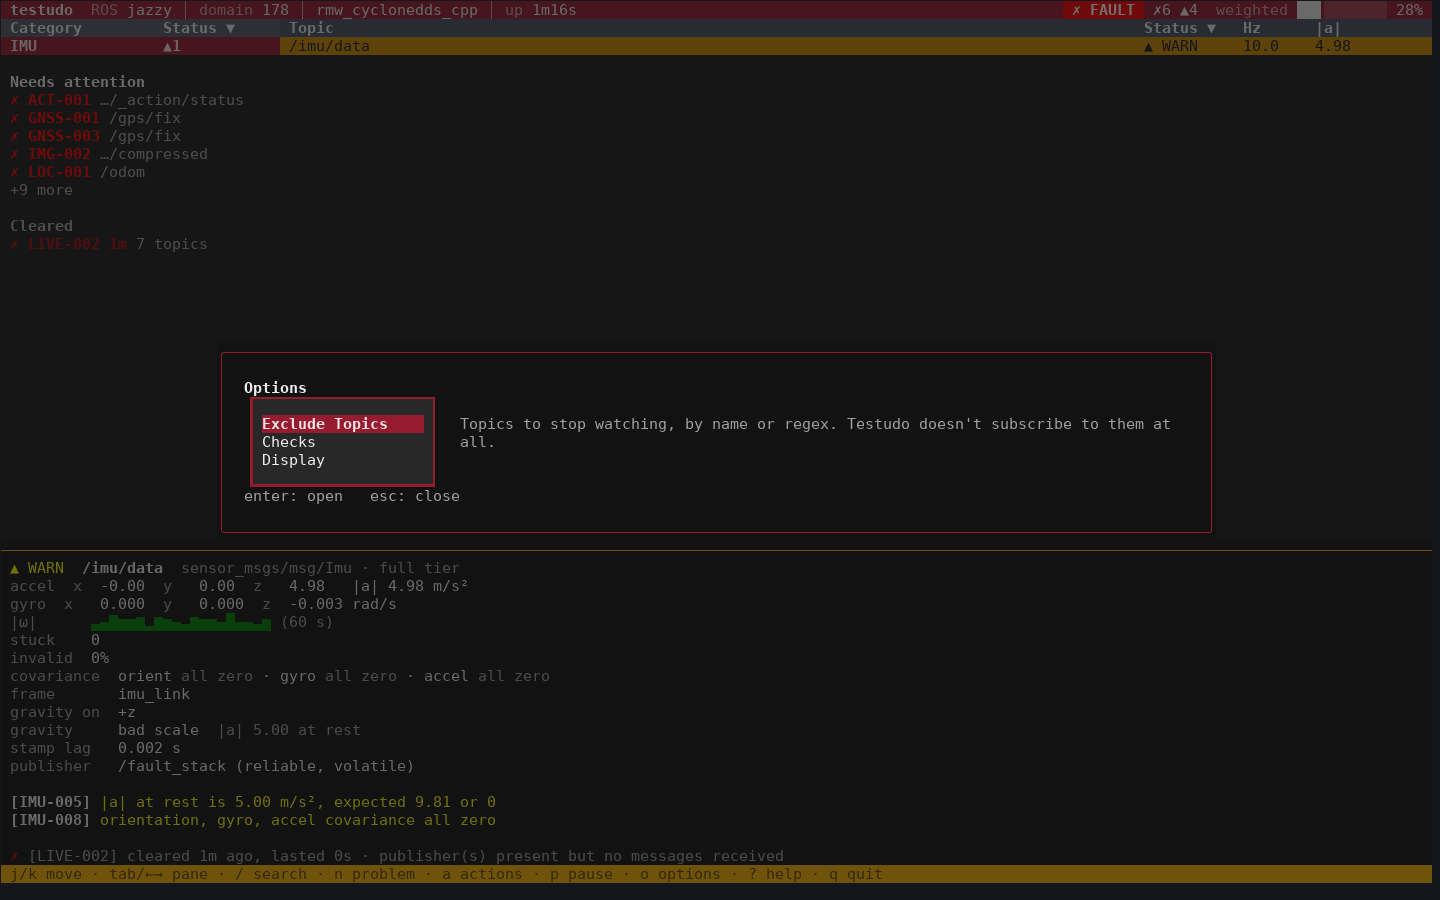 testudo ROS jazzy │ domain 178 │ rmw_cyclonedds_cpp │ up 1m16s ✗ FAULT ✗6 ▲4 weighted 28%
Category Status ▼ Topic Status ▼ Hz |a|
IMU ▲1 /imu/data ▲ WARN 10.0 4.98
Needs attention
✗ ACT-001 …/_action/status
✗ GNSS-001 /gps/fix
✗ GNSS-003 /gps/fix
✗ IMG-002 …/compressed
✗ LOC-001 /odom
+9 more
Cleared
✗ LIVE-002 1m 7 topics
Options
Exclude Topics Topics to stop watching, by name or regex. Testudo doesn't subscribe to them at
Checks all.
Display
enter: open esc: close
▲ WARN /imu/data sensor_msgs/msg/Imu · full tier
accel x -0.00 y 0.00 z 4.98 |a| 4.98 m/s²
gyro x 0.000 y 0.000 z -0.003 rad/s
|ω| (60 s)
stuck 0
invalid 0%
covariance orient all zero · gyro all zero · accel all zero
frame imu_link
gravity on +z
gravity bad scale |a| 5.00 at rest
stamp lag 0.002 s
publisher /fault_stack (reliable, volatile)
[IMU-005] |a| at rest is 5.00 m/s², expected 9.81 or 0
[IMU-008] orientation, gyro, accel covariance all zero
✗ [LIVE-002] cleared 1m ago, lasted 0s · publisher(s) present but no messages received
j/k move · tab/←→ pane · / search · n problem · a actions · p pause · o options · ? help · q quit